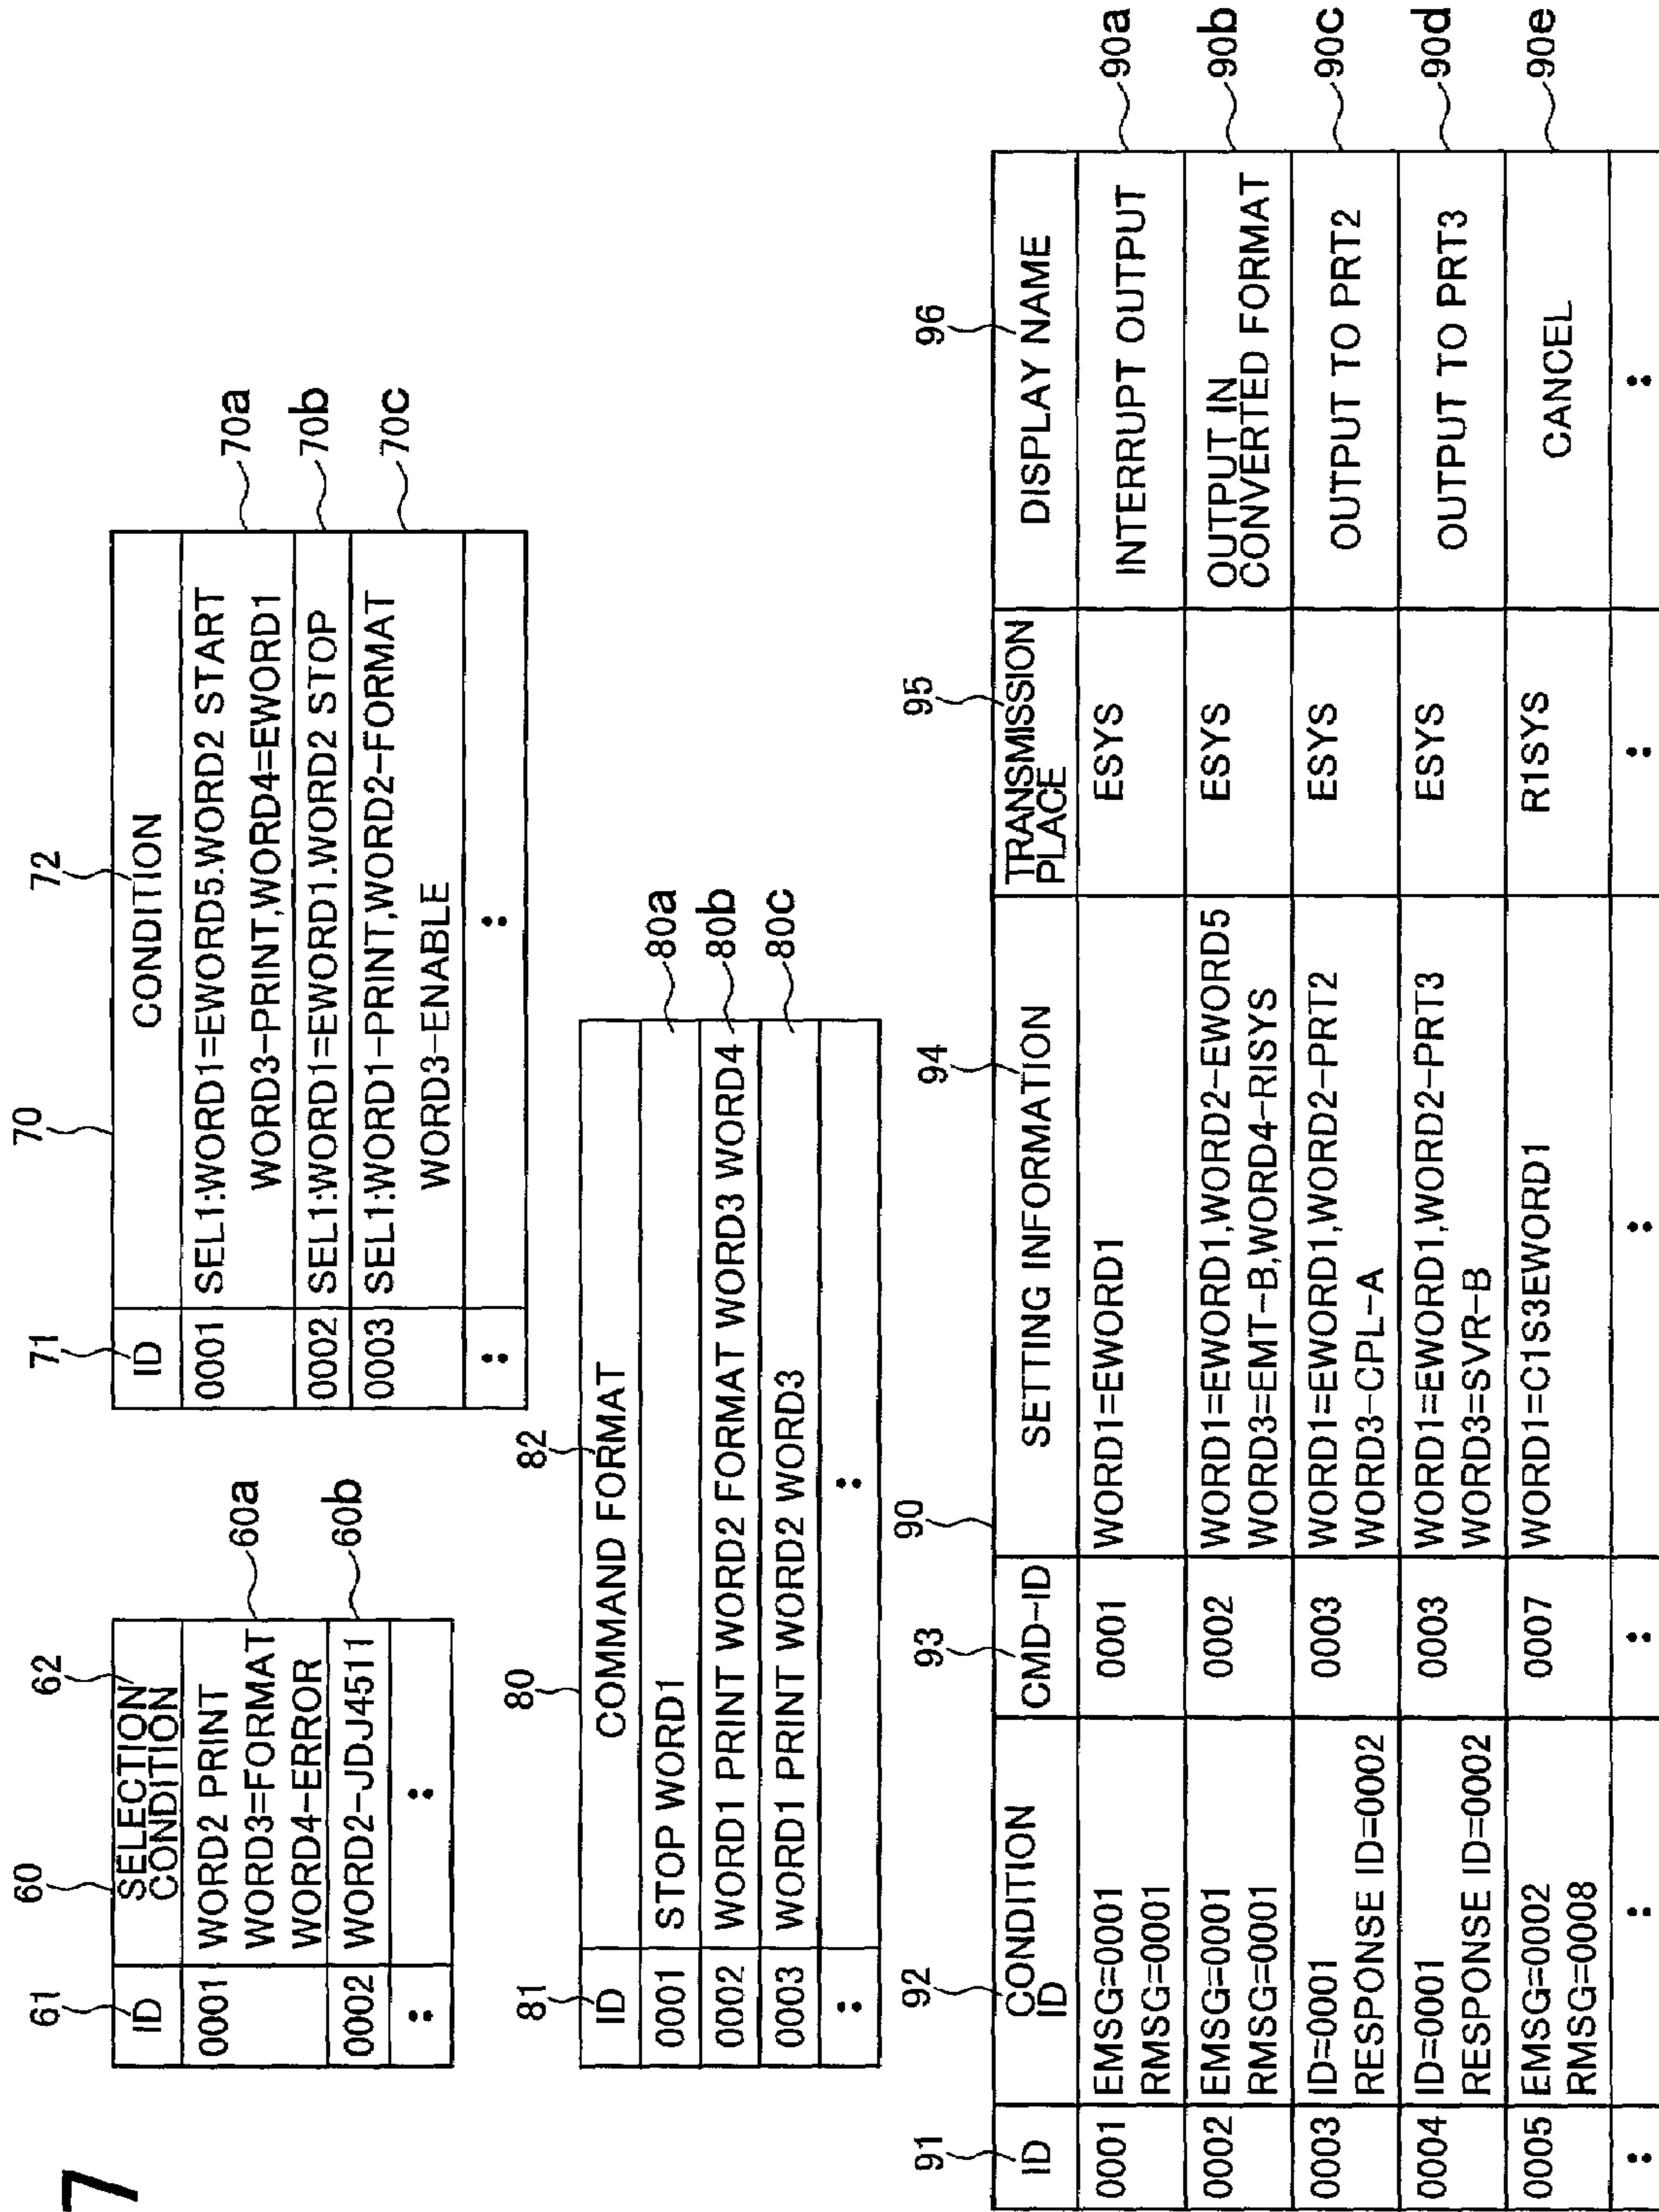 7
60
61
62
ID
SELECTION CONDITION
0001
WORD2 PRINT
WORD3=FORMAT
WORD4-ERROR
60a
0002
WORD2-JDJ4511
60b
:
:
70
71
72
ID
CONDITION
0001
SEL1:WORD1=EWORD5.WORD2 START
WORD3-PRINT,WORD4=EWORD1
70a
0002
SEL1:WORD1=EWORD1.WORD2 STOP
70b
0003
SEL1:WORD1-PRINT,WORD2-FORMAT
WORD3-ENABLE
70c
:
:
80
81
82
ID
COMMAND FORMAT
0001
STOP WORD1
80a
0002
WORD1 PRINT WORD2 FORMAT WORD3 WORD4
80b
0003
WORD1 PRINT WORD2 WORD3
80c
:
:
90
91
92
93
94
95
96
ID
CONDITION ID
CMD-ID
SETTING INFORMATION
TRANSMISSION PLACE
DISPLAY NAME
0001
EMSG=0001
RMSG=0001
0001
WORD1=EWORD1
ESYS
INTERRUPT OUTPUT
90a
0002
EMSG=0001
RMSG=0001
0002
WORD1=EWORD1,WORD2-EWORD5
WORD3=EMT-B,WORD4-RISYS
ESYS
OUTPUT IN
CONVERTED FORMAT
90b
0003
ID=0001
RESPONSE ID=0002
0003
WORD1=EWORD1,WORD2-PRT2
WORD3-CPL-A
ESYS
OUTPUT TO PRT2
90c
0004
ID=0001
RESPONSE ID=0002
0003
WORD1=EWORD1,WORD2-PRT3
WORD3=SVR-B
ESYS
OUTPUT TO PRT3
90d
0005
EMSG=0002
RMSG=0008
0007
WORD1=C1S3EWORD1
R1SYS
CANCEL
90e
:
:
:
:
:
: